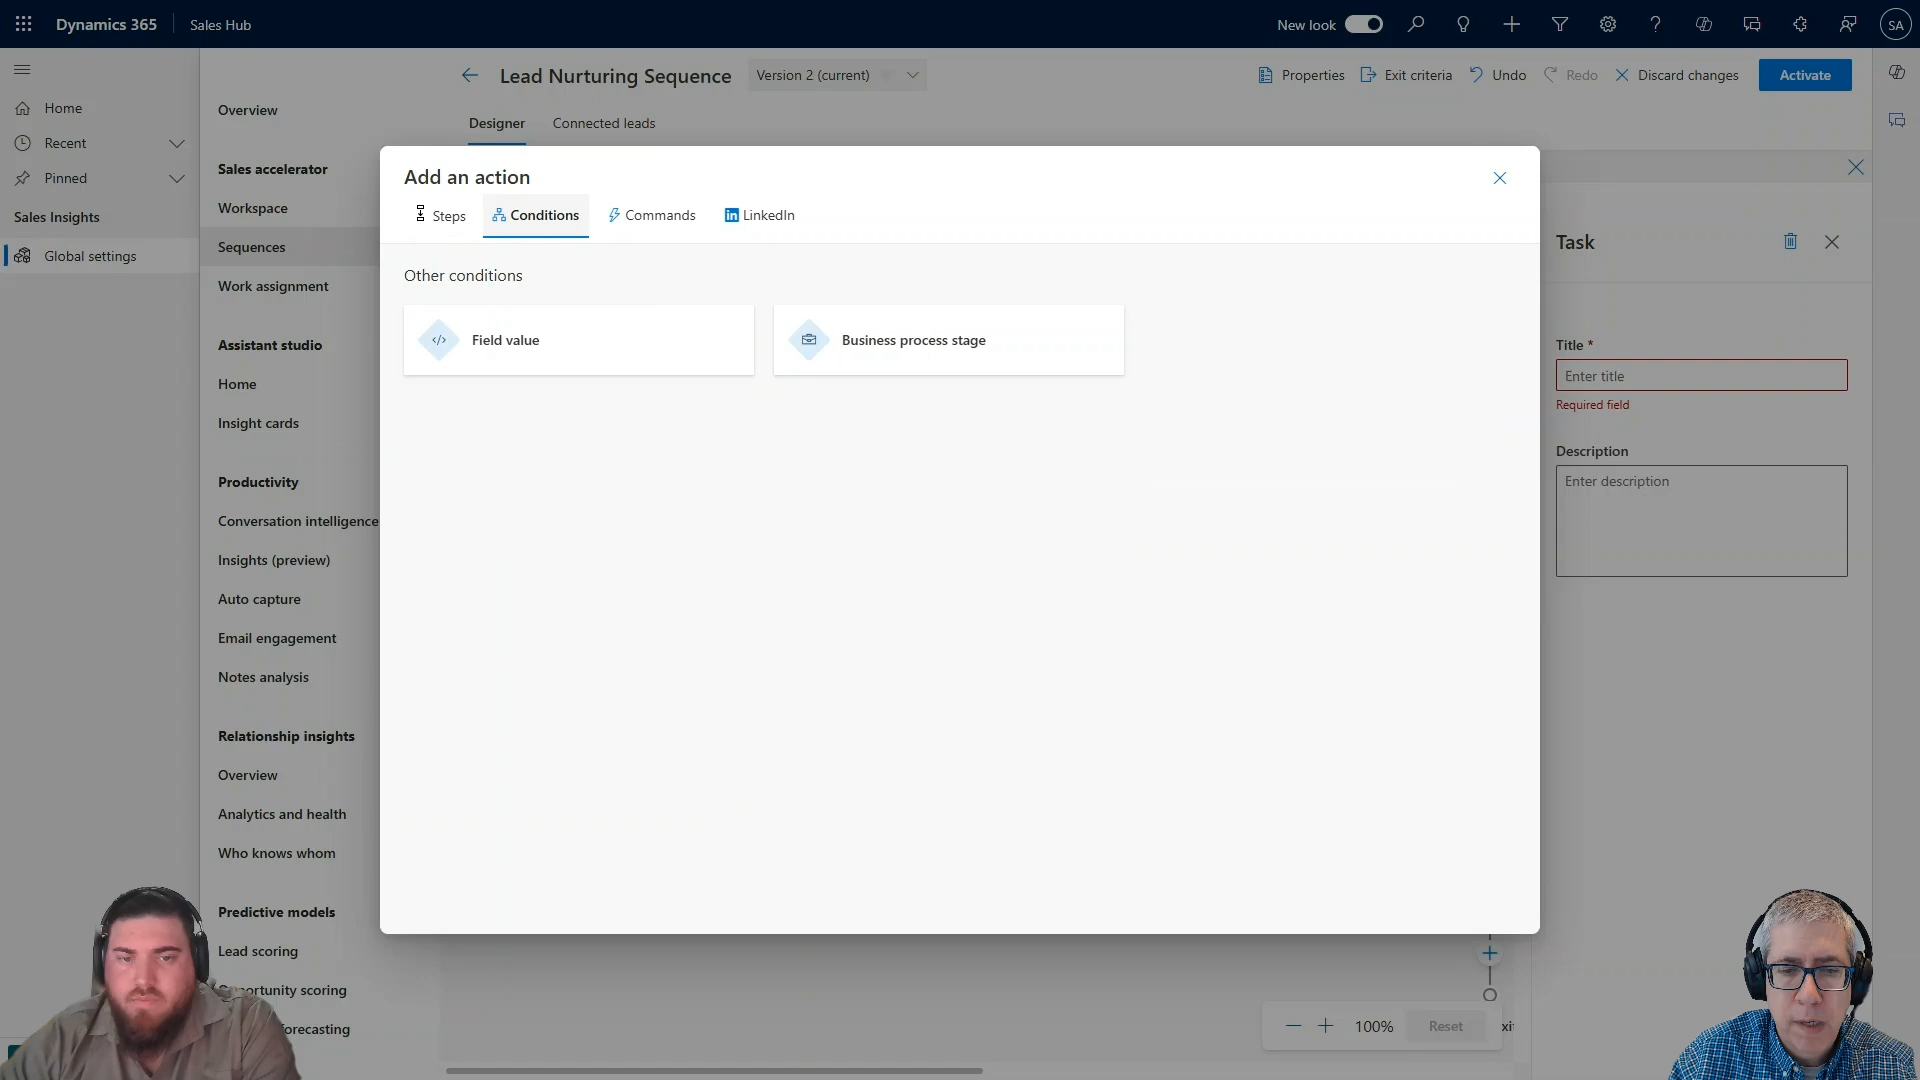 Dynamics 365
Sales Hub
New look
SA
Home
Recent
Pinned
Sales Insights
Global settings
Overview
Sales accelerator
Workspace
Sequences
Work assignment
Assistant studio
Home
Insight cards
Productivity
Conversation intelligence
Insights (preview)
Auto capture
Email engagement
Notes analysis
Relationship insights
Overview
Analytics and health
Who knows whom
Predictive models
Lead scoring
ortunity scoring
forecasting
Lead Nurturing Sequence
Version 2 (current)
Properties
Exit criteria
Undo
Redo
Discard changes
Activate
Designer
Connected leads
Add an action
Steps
Conditions
Commands
LinkedIn
Other conditions
Field value
Business process stage
Task
Title *
Enter title
Required field
Description
Enter description
100%
Reset